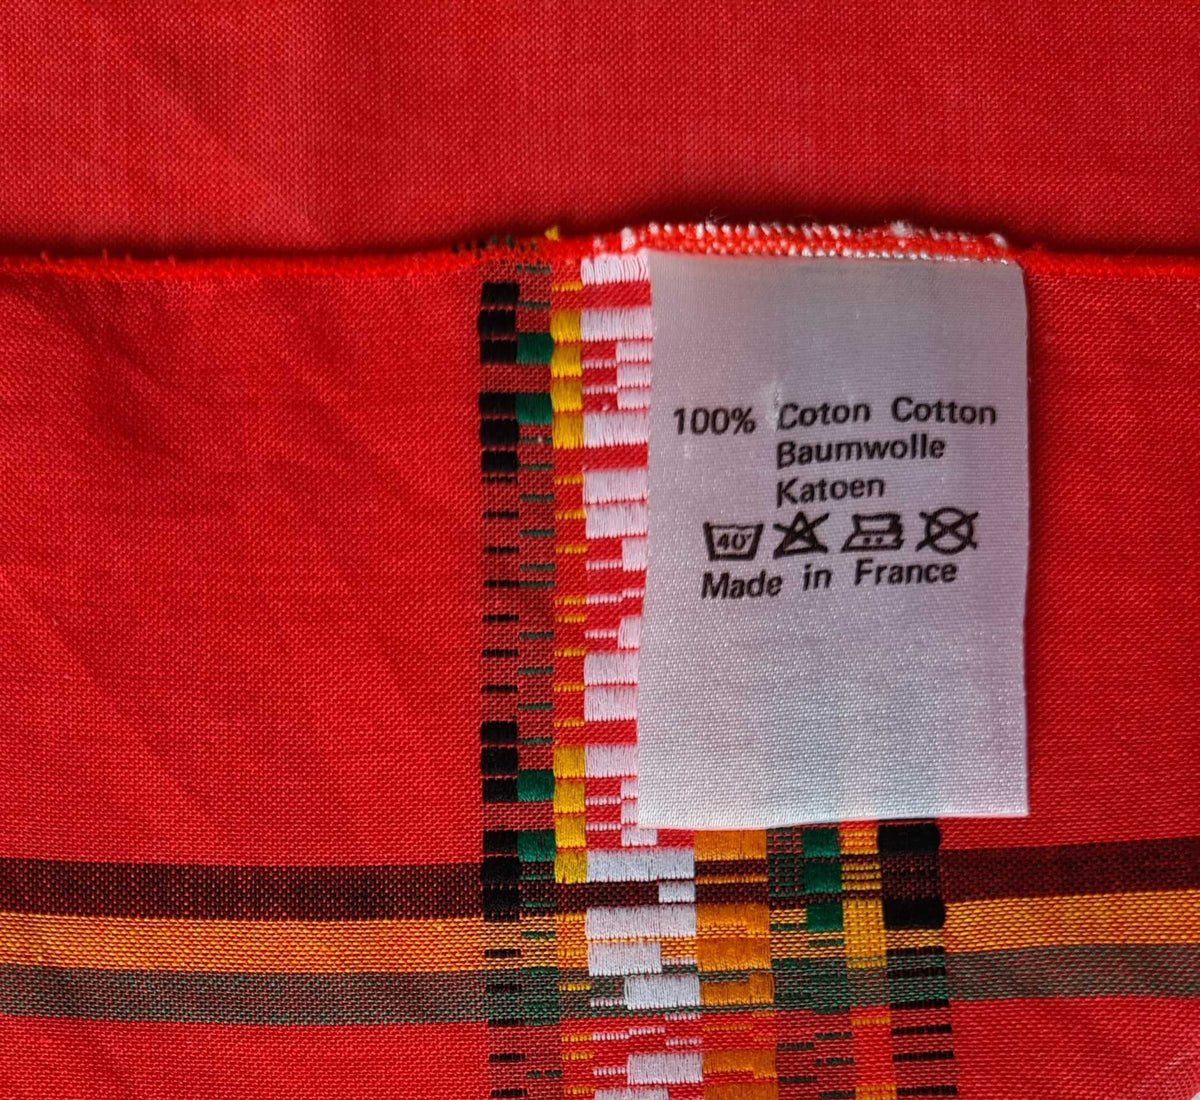 100% Coton Cotton
Baumwolle
Katoen
40°
Made in France